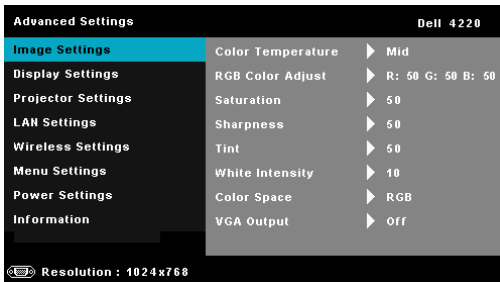 Advanced Settings Dell 4220
Image Settings Color Temperature Mid
Display Settings RGB Color Adjust R: 50 G: 50 B: 50
Projector Settings Saturation 50
LAN Settings Sharpness 50
Wireless Settings Tint 50
Menu Settings White Intensity 10
Power Settings Color Space RGB
Information VGA Output Off
Resolution : 1024x768